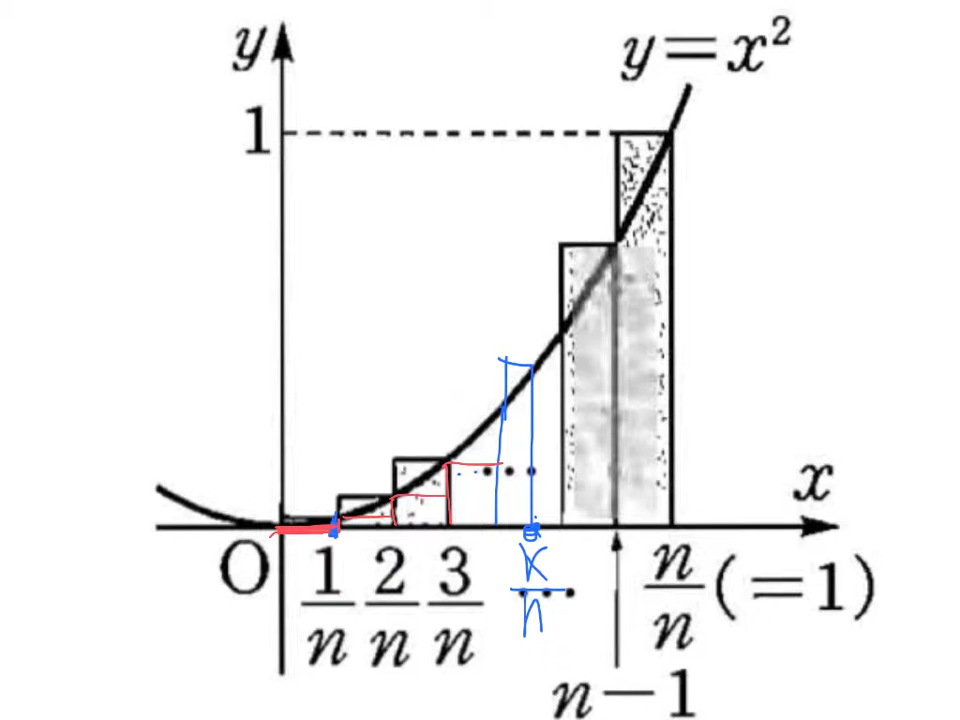 y
y=x²
1
x
O
1/n 2/n 3/n ••• k/n ••• n/n (=1)
n−1